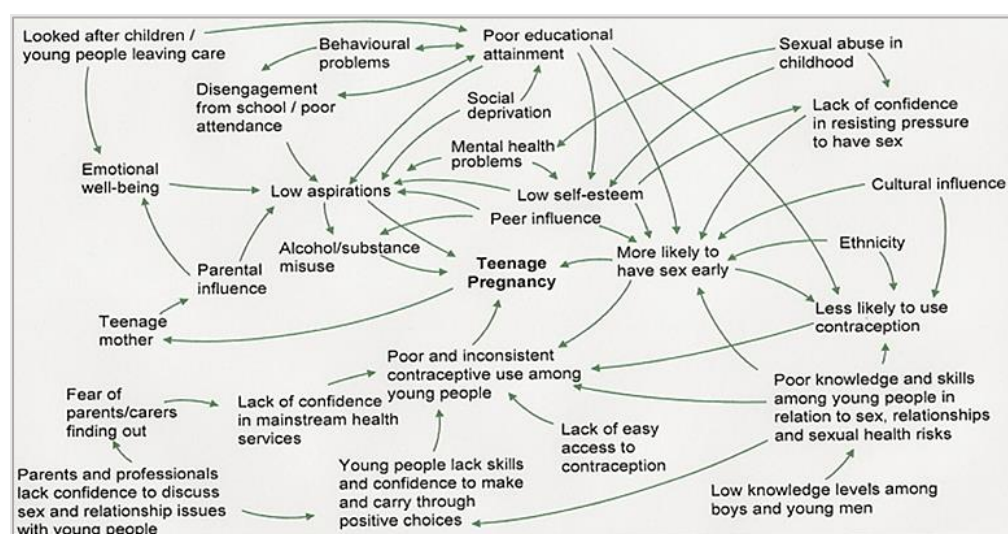 Looked after children /
young people leaving care
Behavioural
problems
Poor educational
attainment
Sexual abuse in
childhood
Disengagement
from school / poor
attendance
Social
deprivation
Lack of confidence
in resisting pressure
to have sex
Mental health
problems
Emotional
well-being
Low aspirations
Low self-esteem
Cultural influence
Peer influence
Alcohol/substance
misuse
Ethnicity
More likely to
have sex early
Teenage
Pregnancy
Parental
influence
Less likely to use
contraception
Teenage
mother
Poor and inconsistent
contraceptive use among
young people
Poor knowledge and skills
among young people in
relation to sex, relationships
and sexual health risks
Fear of
parents/carers
finding out
Lack of confidence
in mainstream health
services
Lack of easy
access to
contraception
Parents and professionals
lack confidence to discuss
sex and relationship issues
with young people
Young people lack skills
and confidence to make
and carry through
positive choices
Low knowledge levels among
boys and young men